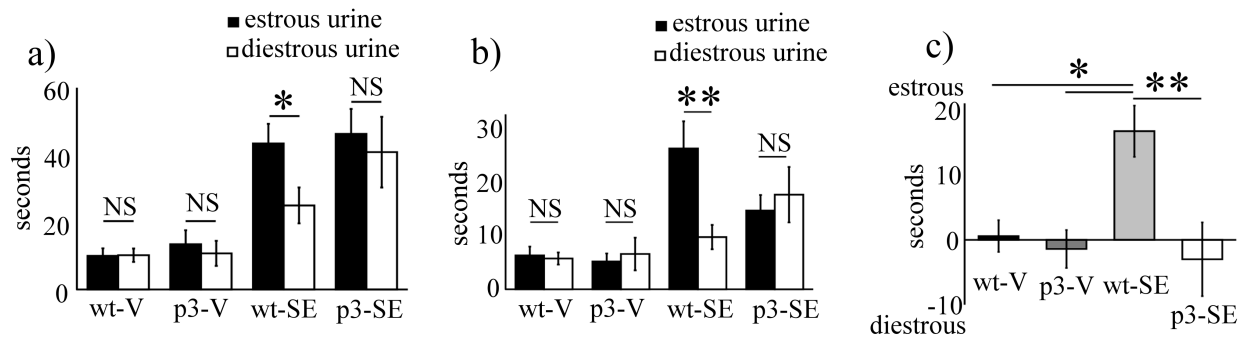 a)
■ estrous urine
□ diestrous urine
seconds
60
40
20
0
NS
NS
*
NS
wt-V p3-V wt-SE p3-SE
b)
■ estrous urine
□ diestrous urine
seconds
30
20
10
0
NS
NS
**
NS
wt-V p3-V wt-SE p3-SE
c)
estrous
* **
seconds
20
10
0
-10
diestrous
wt-V p3-V wt-SE p3-SE